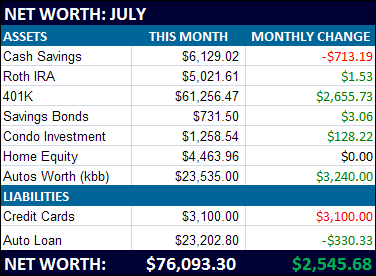 NET WORTH: JULY
ASSETS THIS MONTH MONTHLY CHANGE
Cash Savings $6,129.02 -$713.19
Roth IRA $5,021.61 $1.53
401K $61,256.47 $2,655.73
Savings Bonds $731.50 $3.06
Condo Investment $1,258.54 $128.22
Home Equity $4,463.96 $0.00
Autos Worth (kbb) $23,535.00 $3,240.00
LIABILITIES
Credit Cards $3,100.00 $3,100.00
Auto Loan $23,202.80 -$330.33
NET WORTH: $76,093.30 $2,545.68